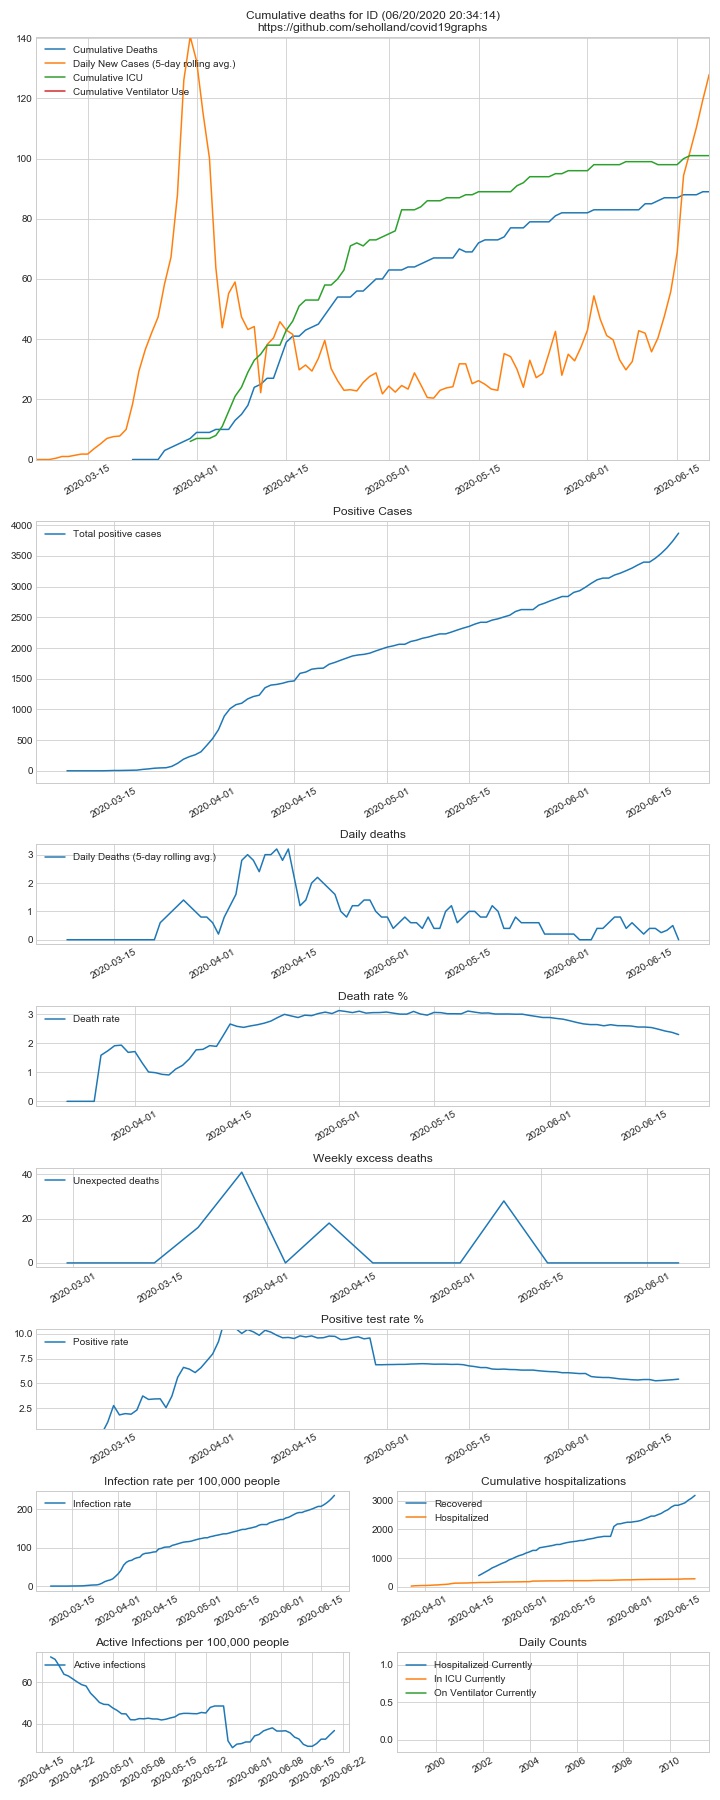 Cumulative deaths for ID (06/20/2020 20:34:14)
https://github.com/seholland/covid19graphs
Cumulative Deaths
Daily New Cases (5-day rolling avg.)
Cumulative ICU
Cumulative Ventilator Use
140
120
100
80
60
40
20
0
2020-03-15 2020-04-01 2020-04-15 2020-05-01 2020-05-15 2020-06-01 2020-06-15
Positive Cases
Total positive cases
4000
3500
3000
2500
2000
1500
1000
500
0
2020-03-15 2020-04-01 2020-04-15 2020-05-01 2020-05-15 2020-06-01 2020-06-15
Daily deaths
Daily Deaths (5-day rolling avg.)
3
2
1
0
2020-03-15 2020-04-01 2020-04-15 2020-05-01 2020-05-15 2020-06-01 2020-06-15
Death rate %
Death rate
3
2
1
0
2020-04-01 2020-04-15 2020-05-01 2020-05-15 2020-06-01 2020-06-15
Weekly excess deaths
Unexpected deaths
40
20
0
2020-03-01 2020-03-15 2020-04-01 2020-04-15 2020-05-01 2020-05-15 2020-06-01
Positive test rate %
Positive rate
10.0
7.5
5.0
2.5
2020-03-15 2020-04-01 2020-04-15 2020-05-01 2020-05-15 2020-06-01 2020-06-15
Infection rate per 100,000 people
Infection rate
200
100
0
2020-03-15 2020-04-01 2020-04-15 2020-05-01 2020-05-15 2020-06-01 2020-06-15
Cumulative hospitalizations
Recovered
Hospitalized
3000
2000
1000
0
2020-04-01 2020-04-15 2020-05-01 2020-05-15 2020-06-01 2020-06-15
Active Infections per 100,000 people
Active infections
60
40
2020-04-15 2020-04-22 2020-05-01 2020-05-08 2020-05-15 2020-05-22 2020-06-01 2020-06-08 2020-06-15 2020-06-22
Daily Counts
Hospitalized Currently
In ICU Currently
On Ventilator Currently
1.0
0.5
0.0
2000 2002 2004 2006 2008 2010